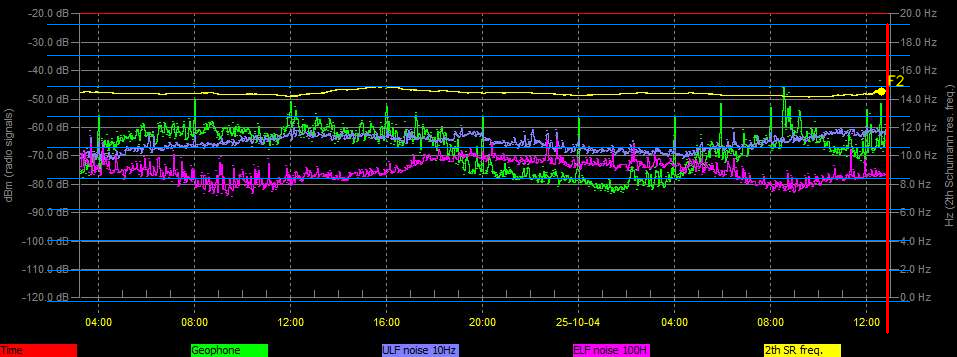 -20.0 dB 20.0 Hz
-30.0 dB 18.0 Hz
-40.0 dB 16.0 Hz
F2
-50.0 dB 14.0 Hz
-60.0 dB 12.0 Hz
-70.0 dB 10.0 Hz
-80.0 dB 8.0 Hz
-90.0 dB 6.0 Hz
-100.0 dB 4.0 Hz
-110.0 dB 2.0 Hz
-120.0 dB 0.0 Hz
dBm (radio signals)
Hz (2th Schumann res. freq.)
04:00 08:00 12:00 16:00 20:00 25-10-04 04:00 08:00 12:00
Time Geophone ULF noise 10Hz ELF noise 100H 2th SR freq.